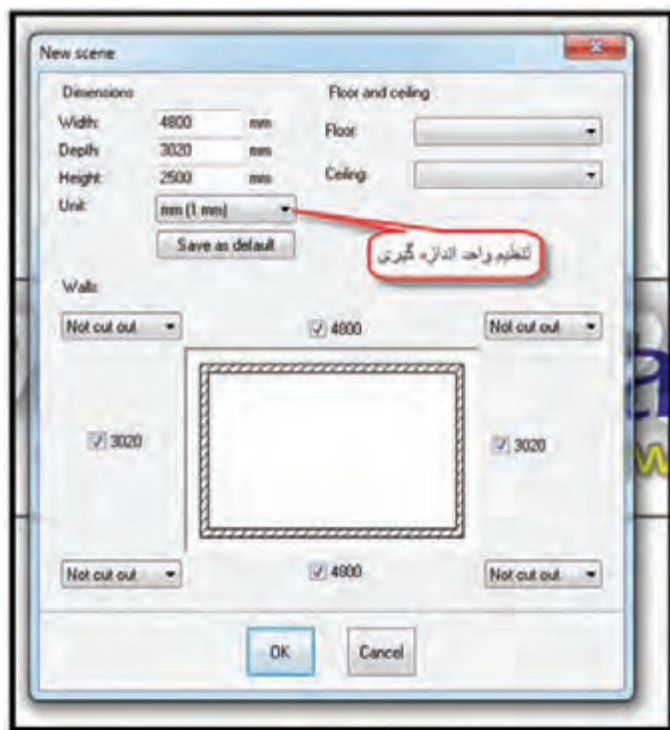 New scene
Dimensions
Floor and ceiling
Width: 4800 mm
Floor
Depth: 3020 mm
Height: 2500 mm
Ceiling
Unit: mm (1 mm)
Save as default
تنظیم واحد اندازه گیری
Walls
Not cut out
4800
Not cut out
3020
3020
Not cut out
4800
Not cut out
OK
Cancel